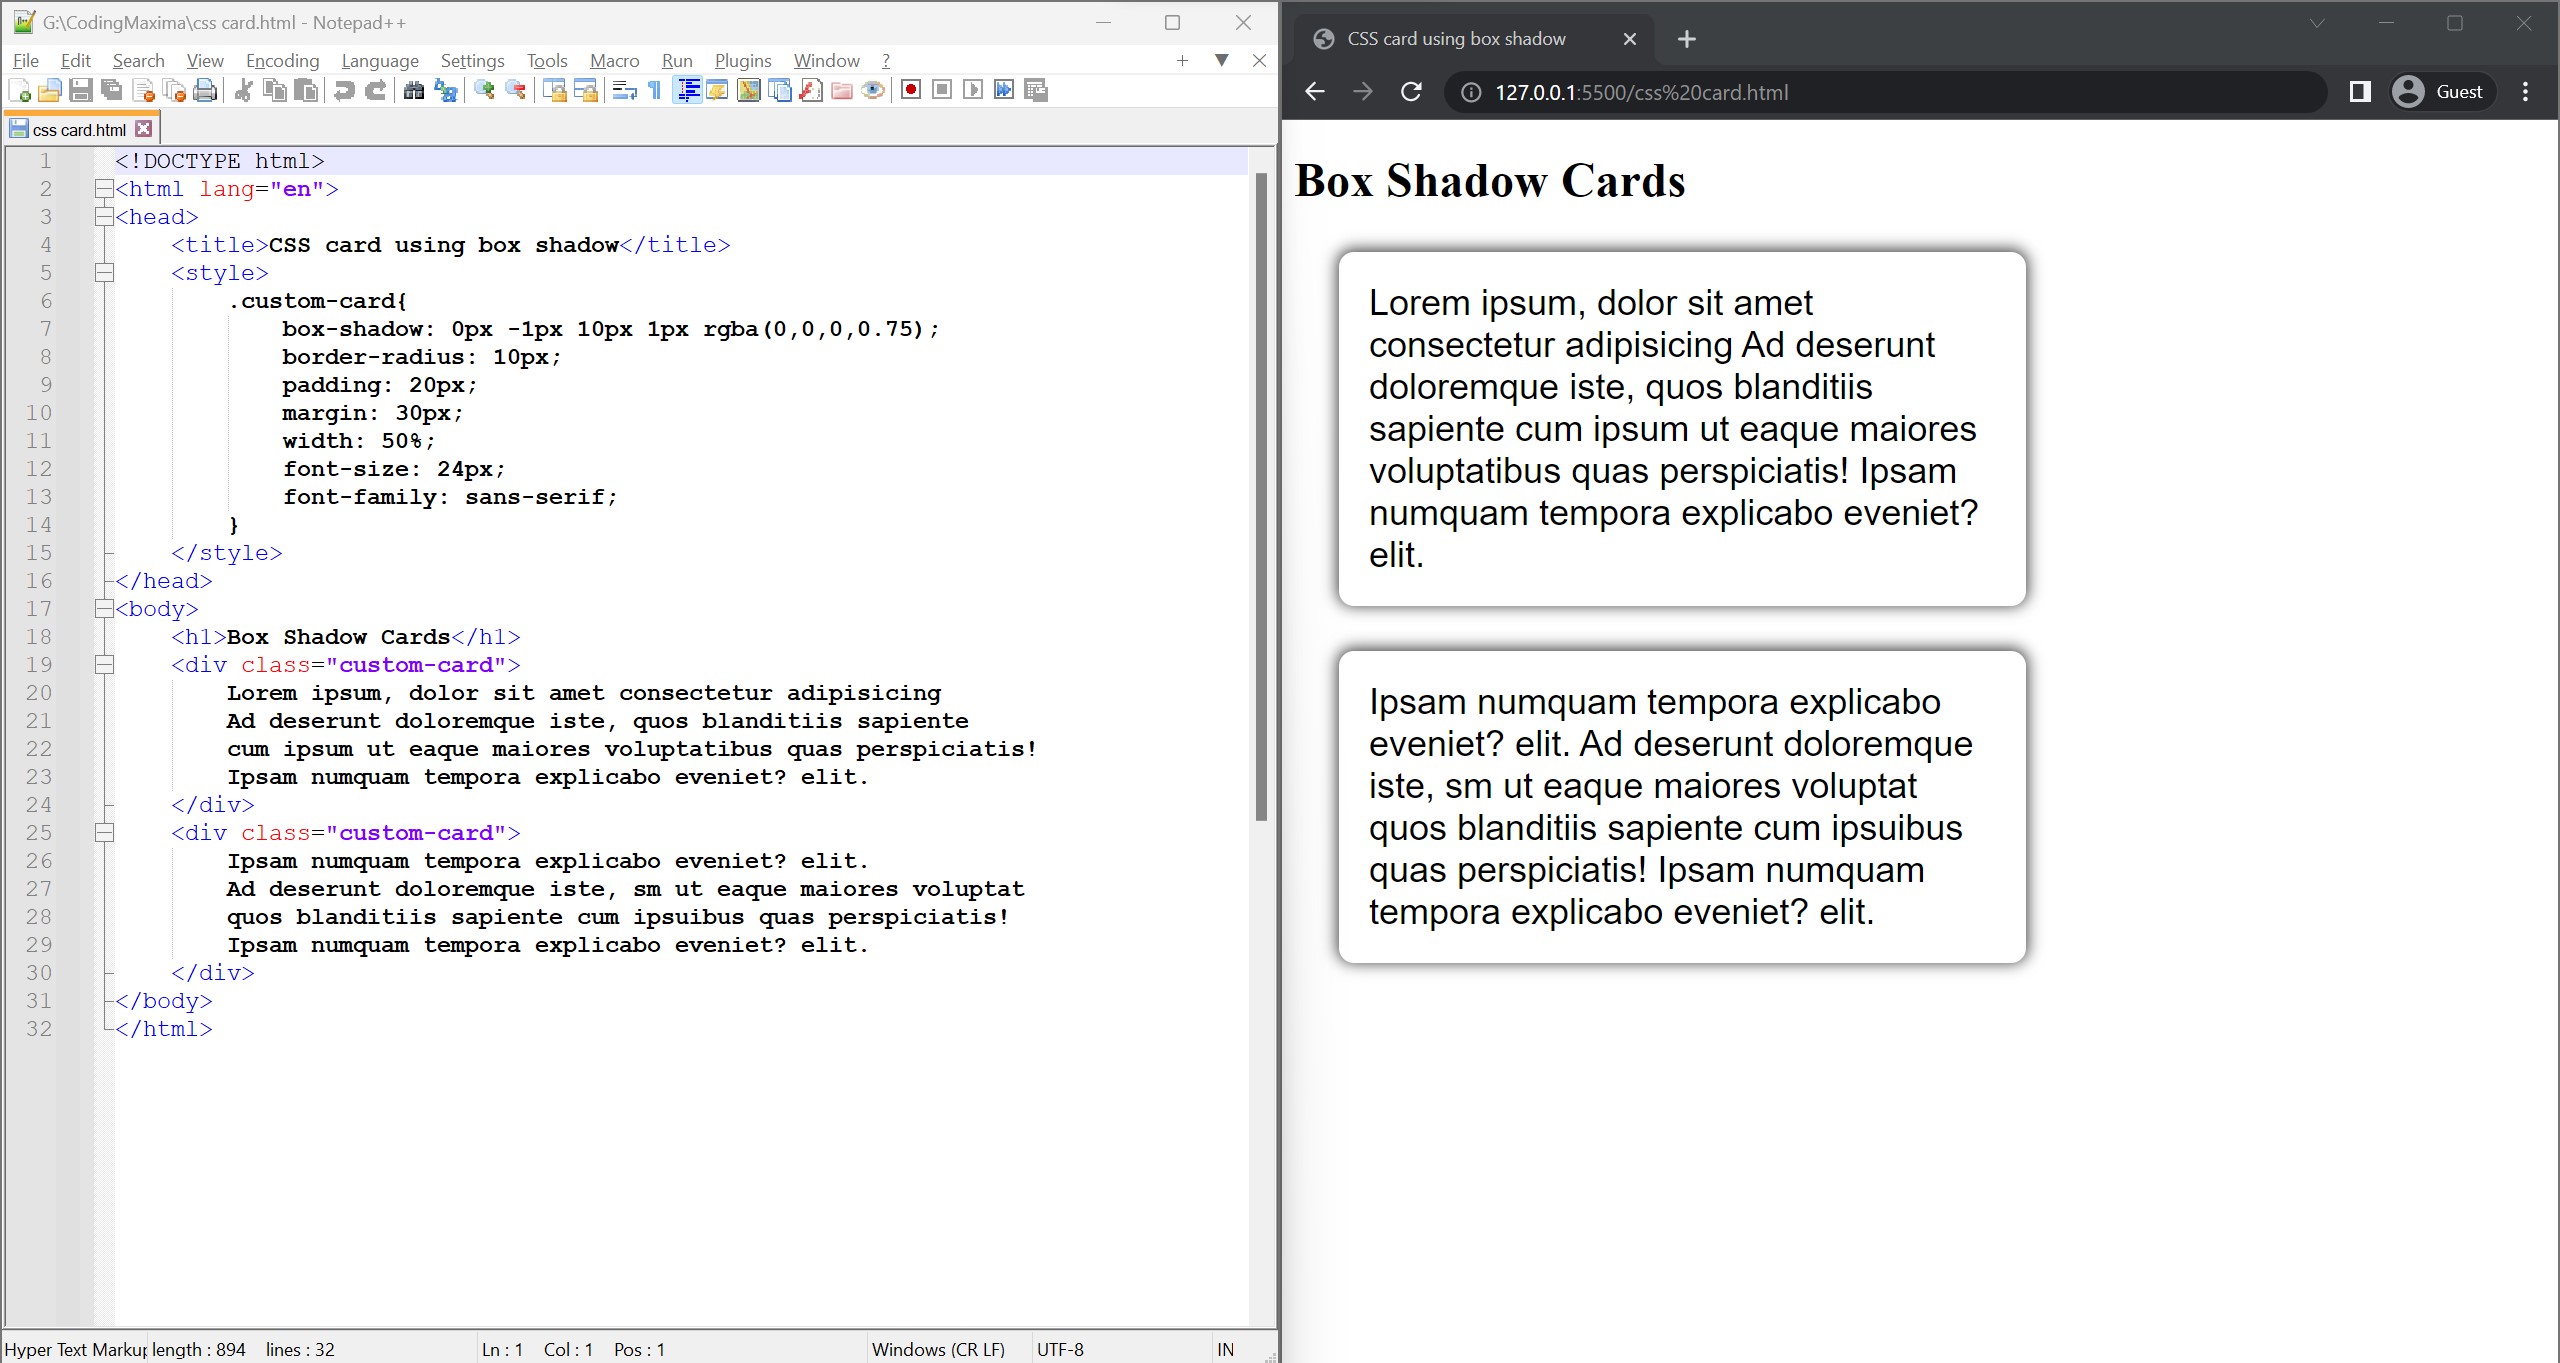 G:\CodingMaxima\css card.html - Notepad++
File Edit Search View Encoding Language Settings Tools Macro Run Plugins Window ?
css card.html
1 <!DOCTYPE html>
2 <html lang="en">
3 <head>
4 <title>CSS card using box shadow</title>
5 <style>
6 .custom-card{
7 box-shadow: 0px -1px 10px 1px rgba(0,0,0,0.75);
8 border-radius: 10px;
9 padding: 20px;
10 margin: 30px;
11 width: 50%;
12 font-size: 24px;
13 font-family: sans-serif;
14 }
15 </style>
16 </head>
17 <body>
18 <h1>Box Shadow Cards</h1>
19 <div class="custom-card">
20 Lorem ipsum, dolor sit amet consectetur adipisicing
21 Ad deserunt doloremque iste, quos blanditiis sapiente
22 cum ipsum ut eaque maiores voluptatibus quas perspiciatis!
23 Ipsam numquam tempora explicabo eveniet? elit.
24 </div>
25 <div class="custom-card">
26 Ipsam numquam tempora explicabo eveniet? elit.
27 Ad deserunt doloremque iste, sm ut eaque maiores voluptat
28 quos blanditiis sapiente cum ipsuibus quas perspiciatis!
29 Ipsam numquam tempora explicabo eveniet? elit.
30 </div>
31 </body>
32 </html>
Hyper Text Markup length : 894 lines : 32 Ln : 1 Col : 1 Pos : 1 Windows (CR LF) UTF-8 IN
CSS card using box shadow
127.0.0.1:5500/css%20card.html
Guest
Box Shadow Cards
Lorem ipsum, dolor sit amet
consectetur adipisicing Ad deserunt
doloremque iste, quos blanditiis
sapiente cum ipsum ut eaque maiores
voluptatibus quas perspiciatis! Ipsam
numquam tempora explicabo eveniet?
elit.
Ipsam numquam tempora explicabo
eveniet? elit. Ad deserunt doloremque
iste, sm ut eaque maiores voluptat
quos blanditiis sapiente cum ipsuibus
quas perspiciatis! Ipsam numquam
tempora explicabo eveniet? elit.